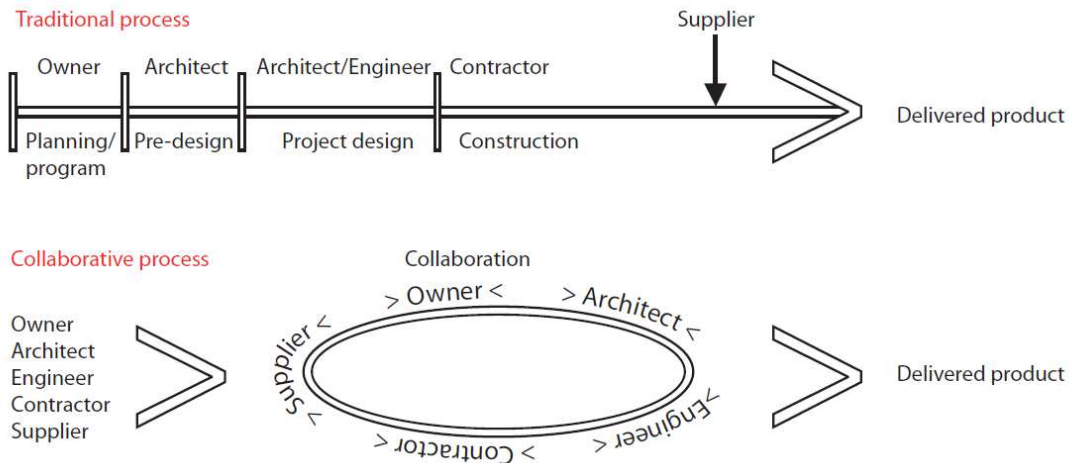 Traditional process
Supplier
Owner
Architect
Architect/Engineer
Contractor
Planning/
program
Pre-design
Project design
Construction
Delivered product
Collaborative process
Collaboration
Owner
Architect
Engineer
Contractor
Supplier
> Owner <
> Architect <
>Engineer <
> Contractor <
> Supplier <
Delivered product